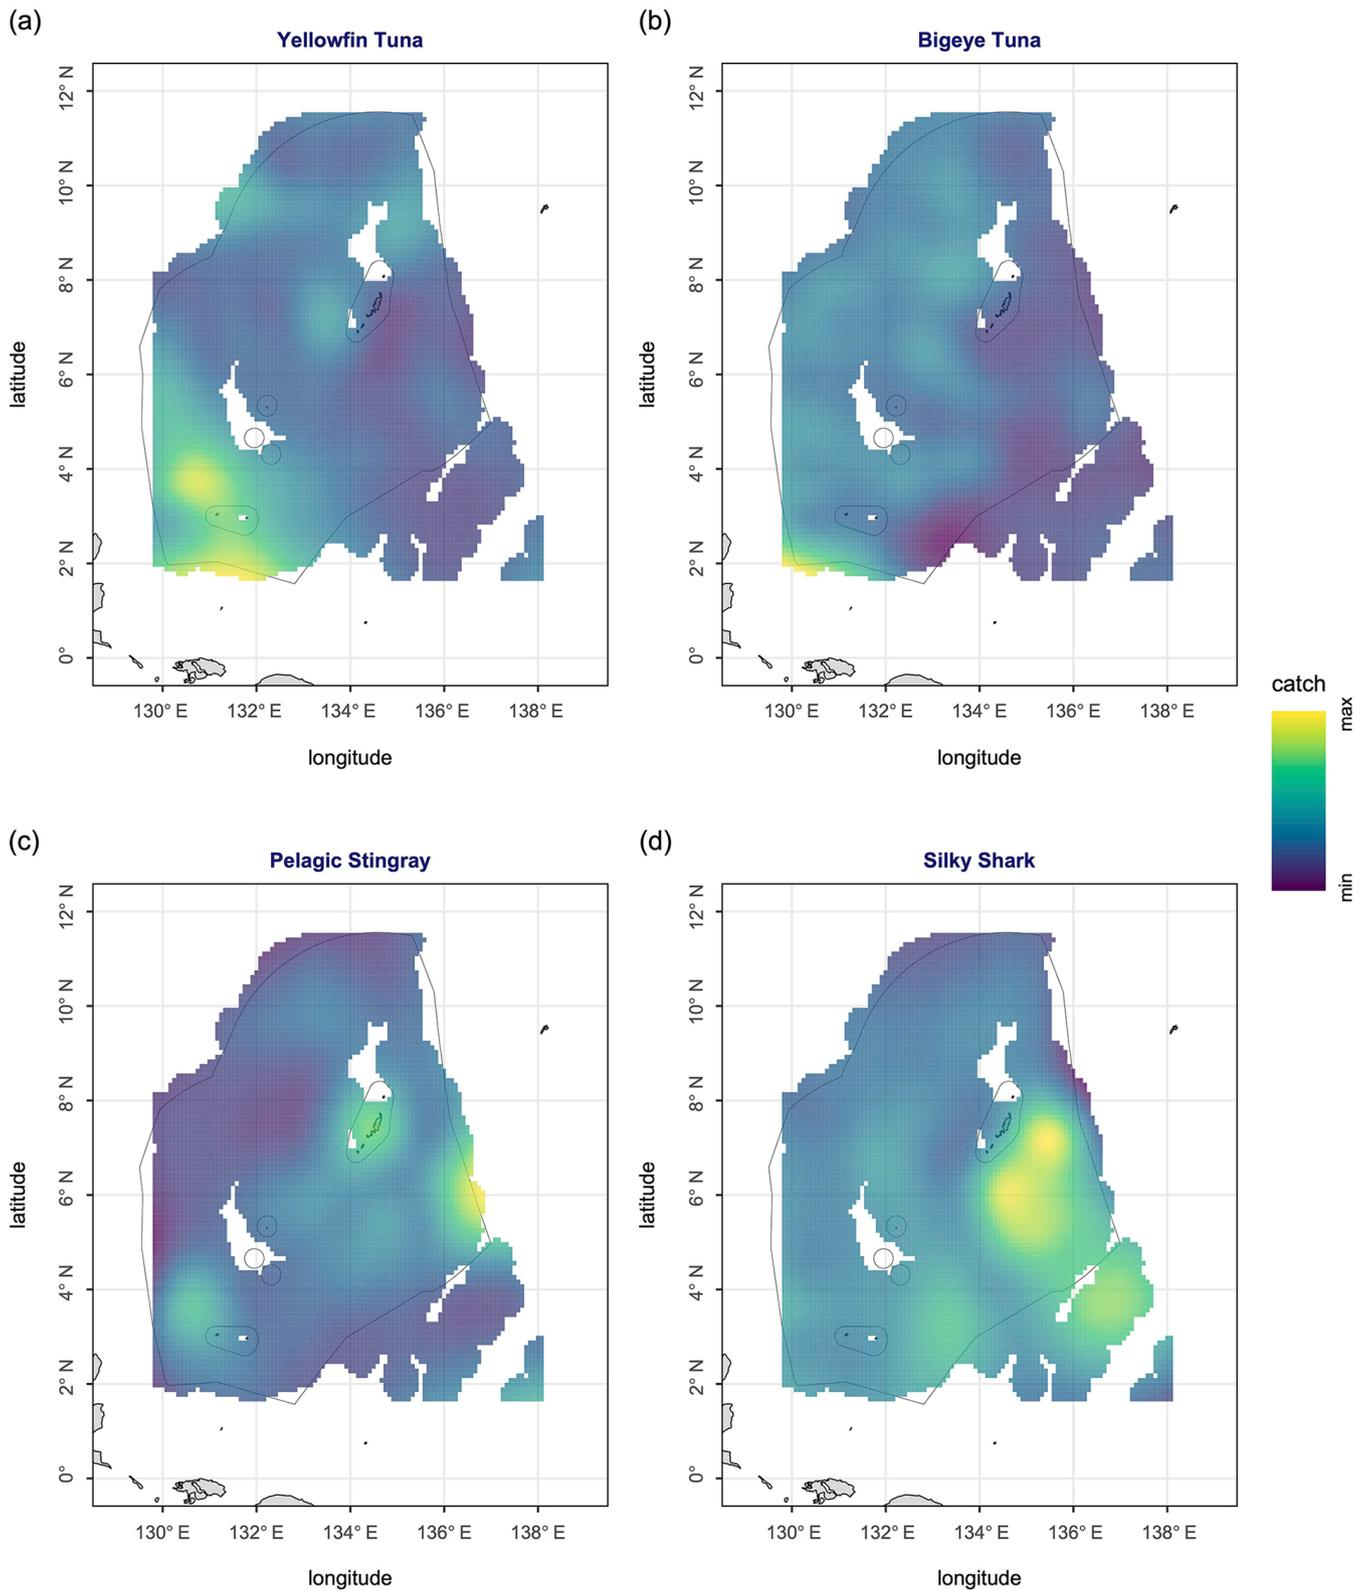 (a)
Yellowfin Tuna
12° N
10° N
8° N
6° N
4° N
2° N
0°
latitude
130° E 132° E 134° E 136° E 138° E
longitude
(b)
Bigeye Tuna
12° N
10° N
8° N
6° N
4° N
2° N
0°
latitude
130° E 132° E 134° E 136° E 138° E
longitude
catch
max
min
(c)
Pelagic Stingray
12° N
10° N
8° N
6° N
4° N
2° N
0°
latitude
130° E 132° E 134° E 136° E 138° E
longitude
(d)
Silky Shark
12° N
10° N
8° N
6° N
4° N
2° N
0°
latitude
130° E 132° E 134° E 136° E 138° E
longitude